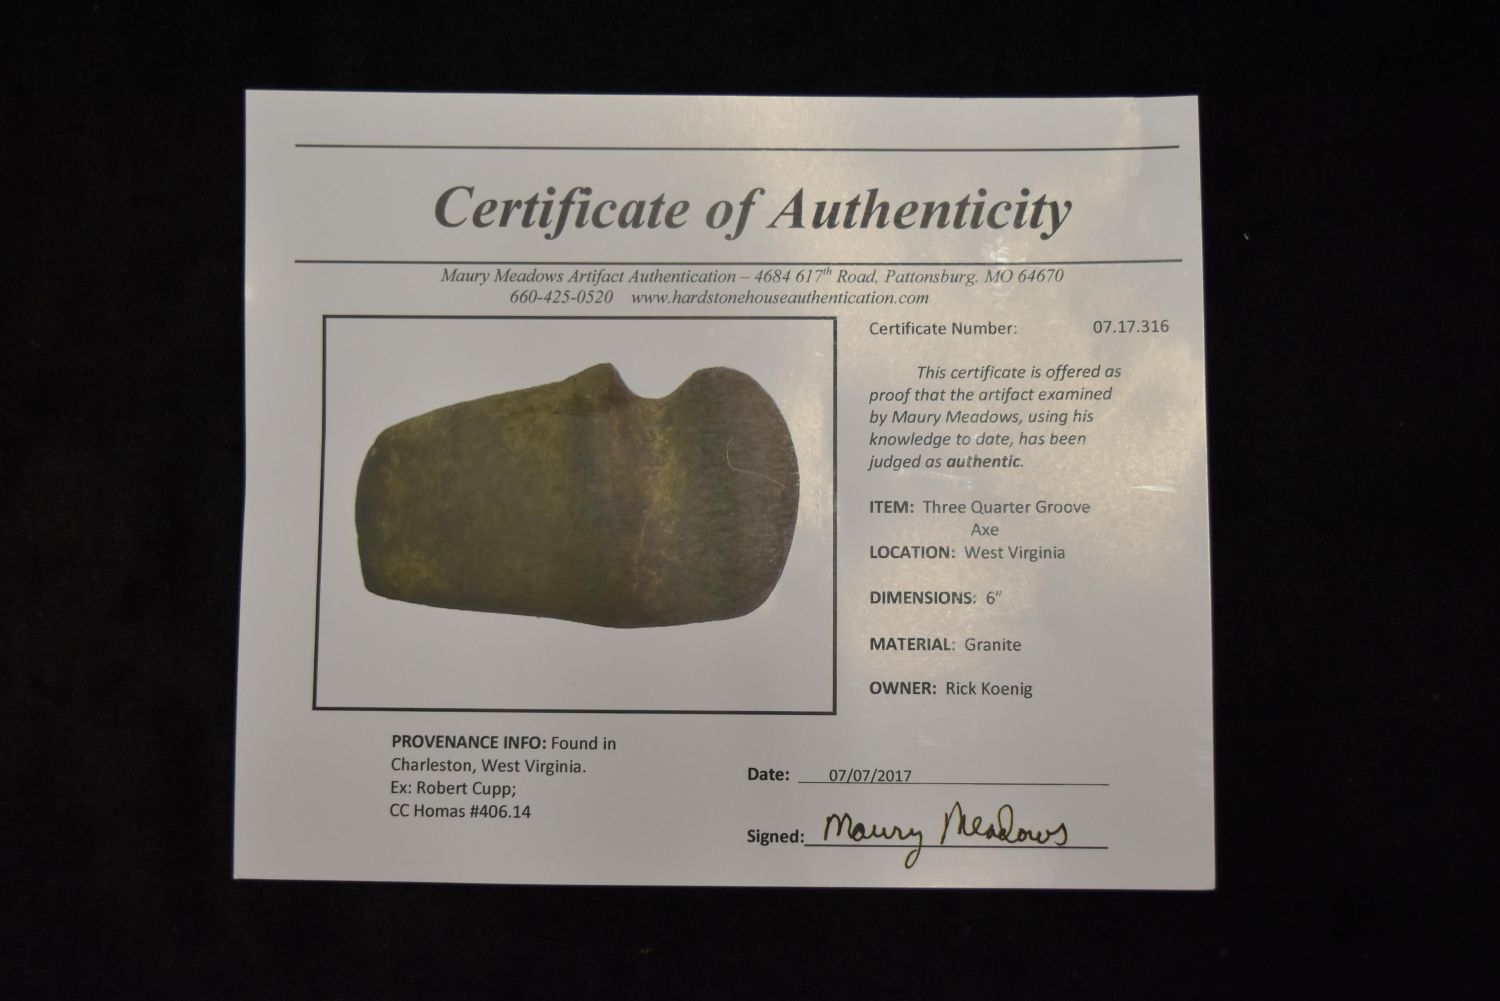 Certificate of Authenticity
Maury Meadows Artifact Authentication – 4684 617th Road, Pattonsburg, MO 64670
660-425-0520 www.hardstonehouseauthentication.com
Certificate Number: 07.17.316
This certificate is offered as
proof that the artifact examined
by Maury Meadows, using his
knowledge to date, has been
judged as authentic.
ITEM: Three Quarter Groove
Axe
LOCATION: West Virginia
DIMENSIONS: 6"
MATERIAL: Granite
OWNER: Rick Koenig
PROVENANCE INFO: Found in
Charleston, West Virginia.
Ex: Robert Cupp;
CC Homas #406.14
Date: 07/07/2017
Signed: Maury Meadows